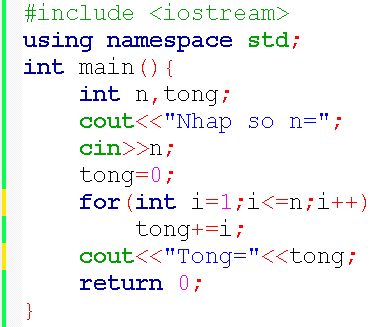 #include <iostream>
using namespace std;
int main(){
    int n,tong;
    cout<<"Nhap so n=";
    cin>>n;
    tong=0;
    for(int i=1;i<=n;i++)
        tong+=i;
    cout<<"Tong="<<tong;
    return 0;
}